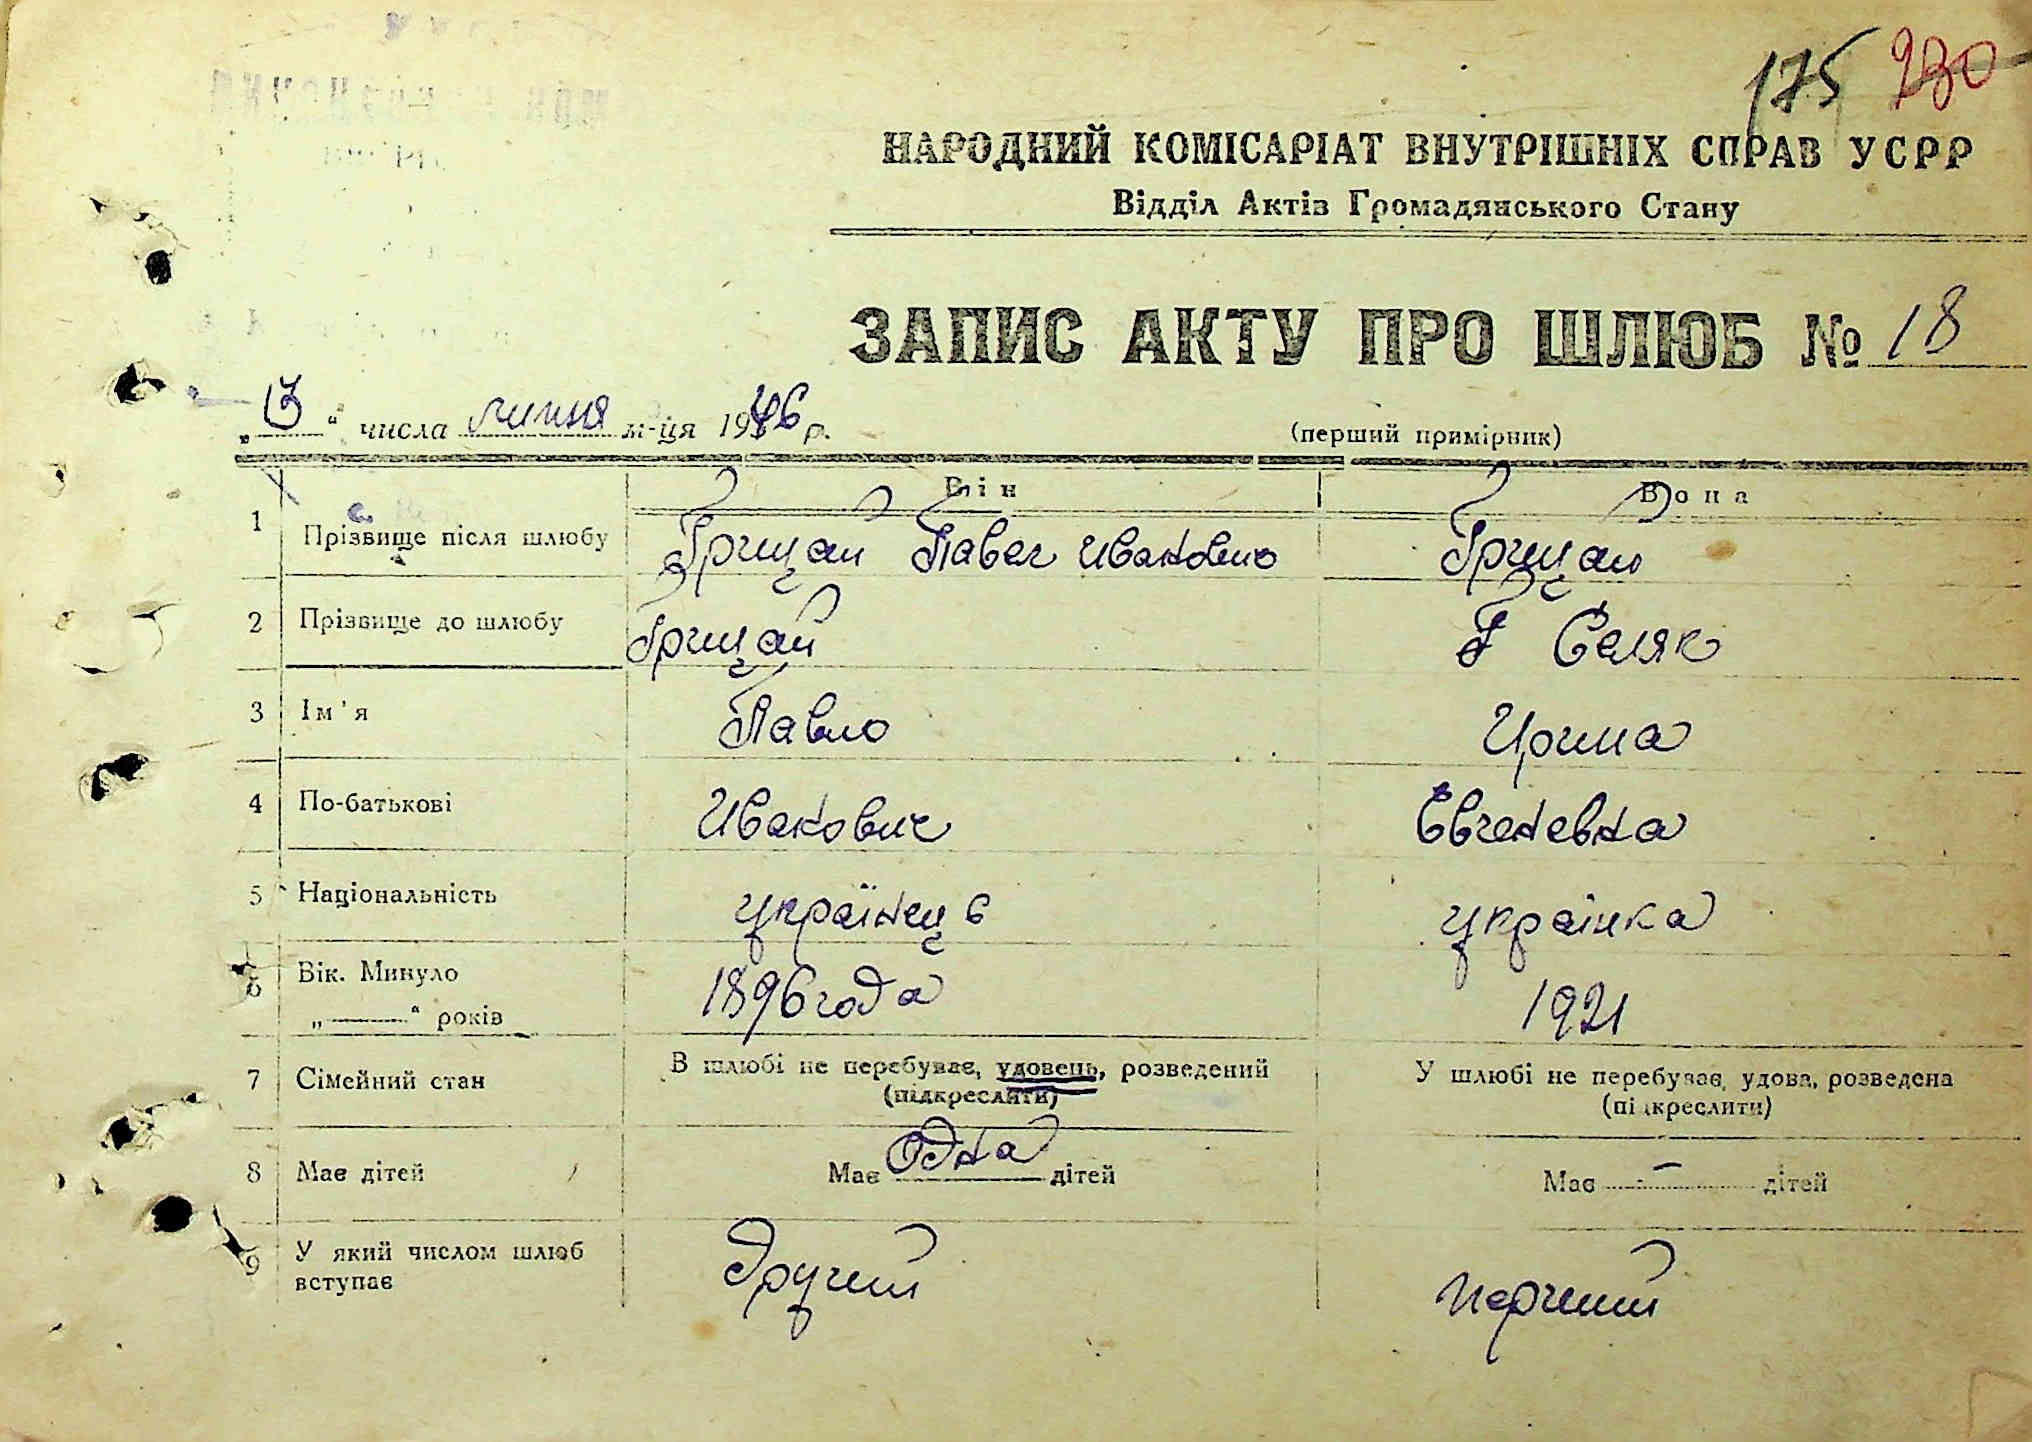 175 230
НАРОДНИЙ КОМІСАРІАТ ВНУТРІШНІХ СПРАВ УСРР
Відділ Актів Громадянського Стану
ЗАПИС АКТУ ПРО ШЛЮБ № 18
„13“ числа липня м-ця 1946 р.
(перший примірник)
Він Вона
1 Прізвище після шлюбу Грицай Павел Ивакович Грицай
2 Прізвище до шлюбу Грицай Селяк
3 Ім'я Павло Ирина
4 По-батькові Ивакович Евгеневна
5 Національність українець українка
6 Вік. Минуло 1896 года 1921
„——“ років
7 Сімейний стан В шлюбі не перебуває, удовець, розведений У шлюбі не перебуває, удова, розведена
(підкреслити) (підкреслити)
8 Має дітей Має Одна дітей Має – дітей
9 У який числом шлюб вступає Другий перший